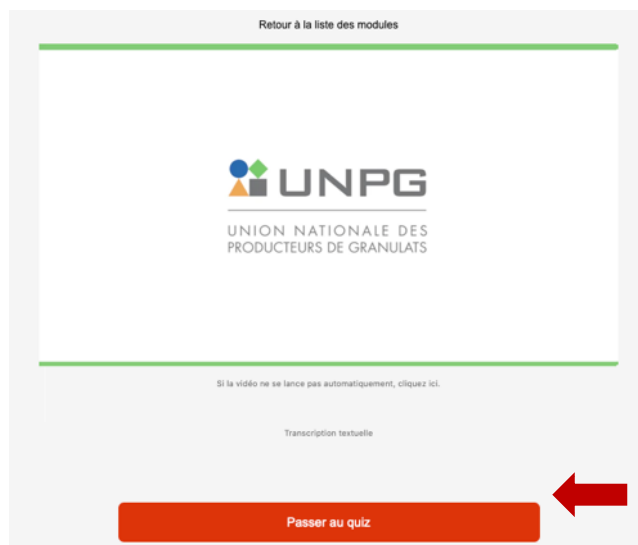 Retour à la liste des modules
UNPG
UNION NATIONALE DES
PRODUCTEURS DE GRANULATS
Si la vidéo ne se lance pas automatiquement, cliquez ici.
Transcription textuelle
Passer au quiz